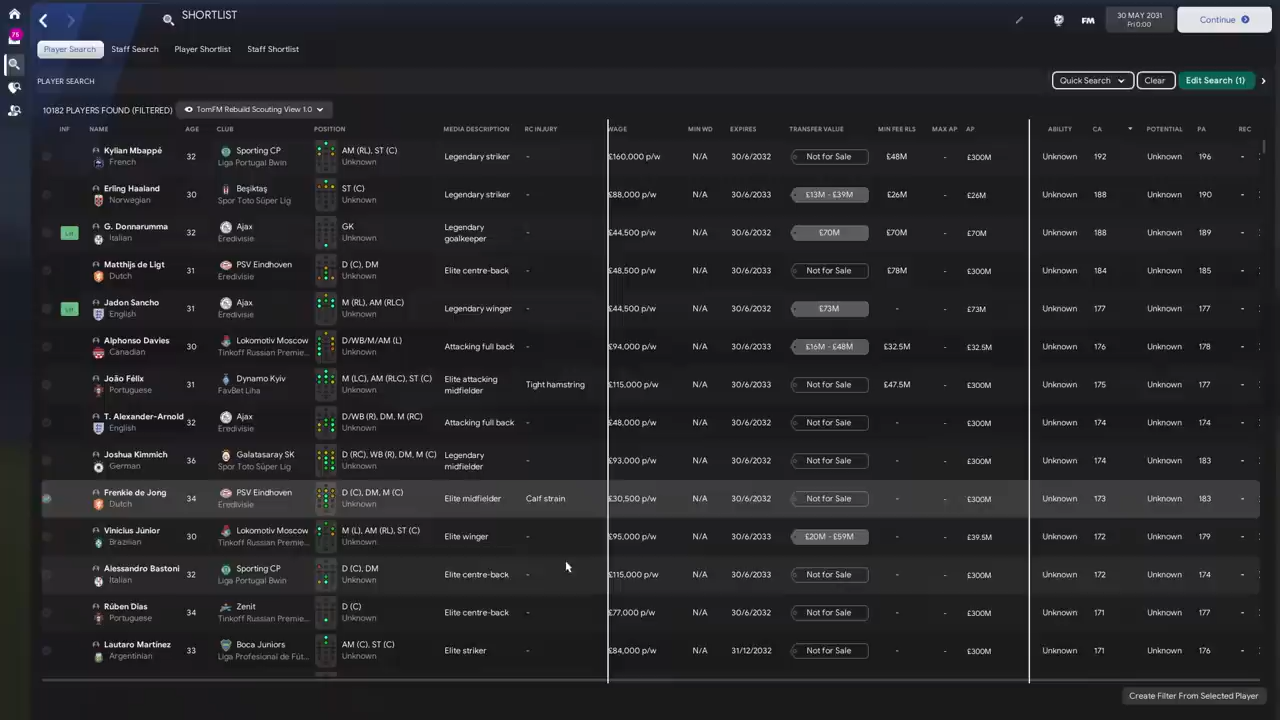 SHORTLIST
30 MAY 2031
Fri 0:00
FM
Continue
75
Player Search Staff Search Player Shortlist Staff Shortlist
PLAYER SEARCH
Quick Search Clear Edit Search (1)
10182 PLAYERS FOUND (FILTERED) TomFM Rebuild Scouting View 1.0
INF NAME AGE CLUB POSITION MEDIA DESCRIPTION RC INJURY WAGE MIN WD EXPIRES TRANSFER VALUE MIN FEE RLS MAX AP AP ABILITY CA POTENTIAL PA REC
Kylian Mbappé 32 Sporting CP AM (RL), ST (C) Legendary striker - £160,000 p/w N/A 30/6/2032 Not for Sale £48M - £300M Unknown 192 Unknown 196 -
French Liga Portugal Bwin Unknown
Erling Haaland 30 Beşiktaş ST (C) Legendary striker - £88,000 p/w N/A 30/6/2033 £13M - £39M £26M - £26M Unknown 188 Unknown 190 -
Norwegian Spor Toto Süper Lig Unknown
G. Donnarumma 32 Ajax GK Legendary goalkeeper - £44,500 p/w N/A 30/6/2032 £70M £70M - £70M Unknown 188 Unknown 189 -
Italian Eredivisie Unknown
Matthijs de Ligt 31 PSV Eindhoven D (C), DM Elite centre-back - £48,500 p/w N/A 30/6/2033 Not for Sale £78M - £300M Unknown 184 Unknown 185 -
Dutch Eredivisie Unknown
Jadon Sancho 31 Ajax M (RL), AM (RLC) Legendary winger - £44,500 p/w N/A 30/6/2032 £73M - - £73M Unknown 177 Unknown 177 -
English Eredivisie Unknown
Alphonso Davies 30 Lokomotiv Moscow D/WB/M/AM (L) Attacking full back - £94,000 p/w N/A 30/6/2033 £16M - £48M £32.5M - £32.5M Unknown 176 Unknown 178 -
Canadian Tinkoff Russian Premie... Unknown
João Félix 31 Dynamo Kyiv M (LC), AM (RLC), ST (C) Elite attacking midfielder Tight hamstring £115,000 p/w N/A 30/6/2033 Not for Sale £47.5M - £300M Unknown 175 Unknown 177 -
Portuguese FavBet Liha Unknown
T. Alexander-Arnold 32 Ajax D/WB (R), DM, M (RC) Attacking full back - £48,000 p/w N/A 30/6/2033 Not for Sale - - £300M Unknown 174 Unknown 174 -
English Eredivisie Unknown
Joshua Kimmich 36 Galatasaray SK D (RC), WB (R), DM, M (C) Legendary midfielder - £93,000 p/w N/A 30/6/2032 Not for Sale - - £300M Unknown 174 Unknown 183 -
German Spor Toto Süper Lig Unknown
Frenkie de Jong 34 PSV Eindhoven D (C), DM, M (C) Elite midfielder Calf strain £30,500 p/w N/A 30/6/2032 Not for Sale - - £300M Unknown 173 Unknown 183 -
Dutch Eredivisie Unknown
Vinícius Júnior 30 Lokomotiv Moscow M (L), AM (RL), ST (C) Elite winger - £95,000 p/w N/A 30/6/2033 £20M - £59M - - £39.5M Unknown 172 Unknown 179 -
Brazilian Tinkoff Russian Premie... Unknown
Alessandro Bastoni 32 Sporting CP D (C), DM Elite centre-back - £115,000 p/w N/A 30/6/2033 Not for Sale - - £300M Unknown 172 Unknown 174 -
Italian Liga Portugal Bwin Unknown
Rúben Dias 34 Zenit D (C) Elite centre-back - £77,000 p/w N/A 30/6/2032 Not for Sale - - £300M Unknown 171 Unknown 177 -
Portuguese Tinkoff Russian Premie... Unknown
Lautaro Martínez 33 Boca Juniors AM (C), ST (C) Elite striker - £84,000 p/w N/A 31/12/2032 Not for Sale - - £300M Unknown 171 Unknown 176 -
Argentinian Liga Profesional de Fút... Unknown
Create Filter From Selected Player